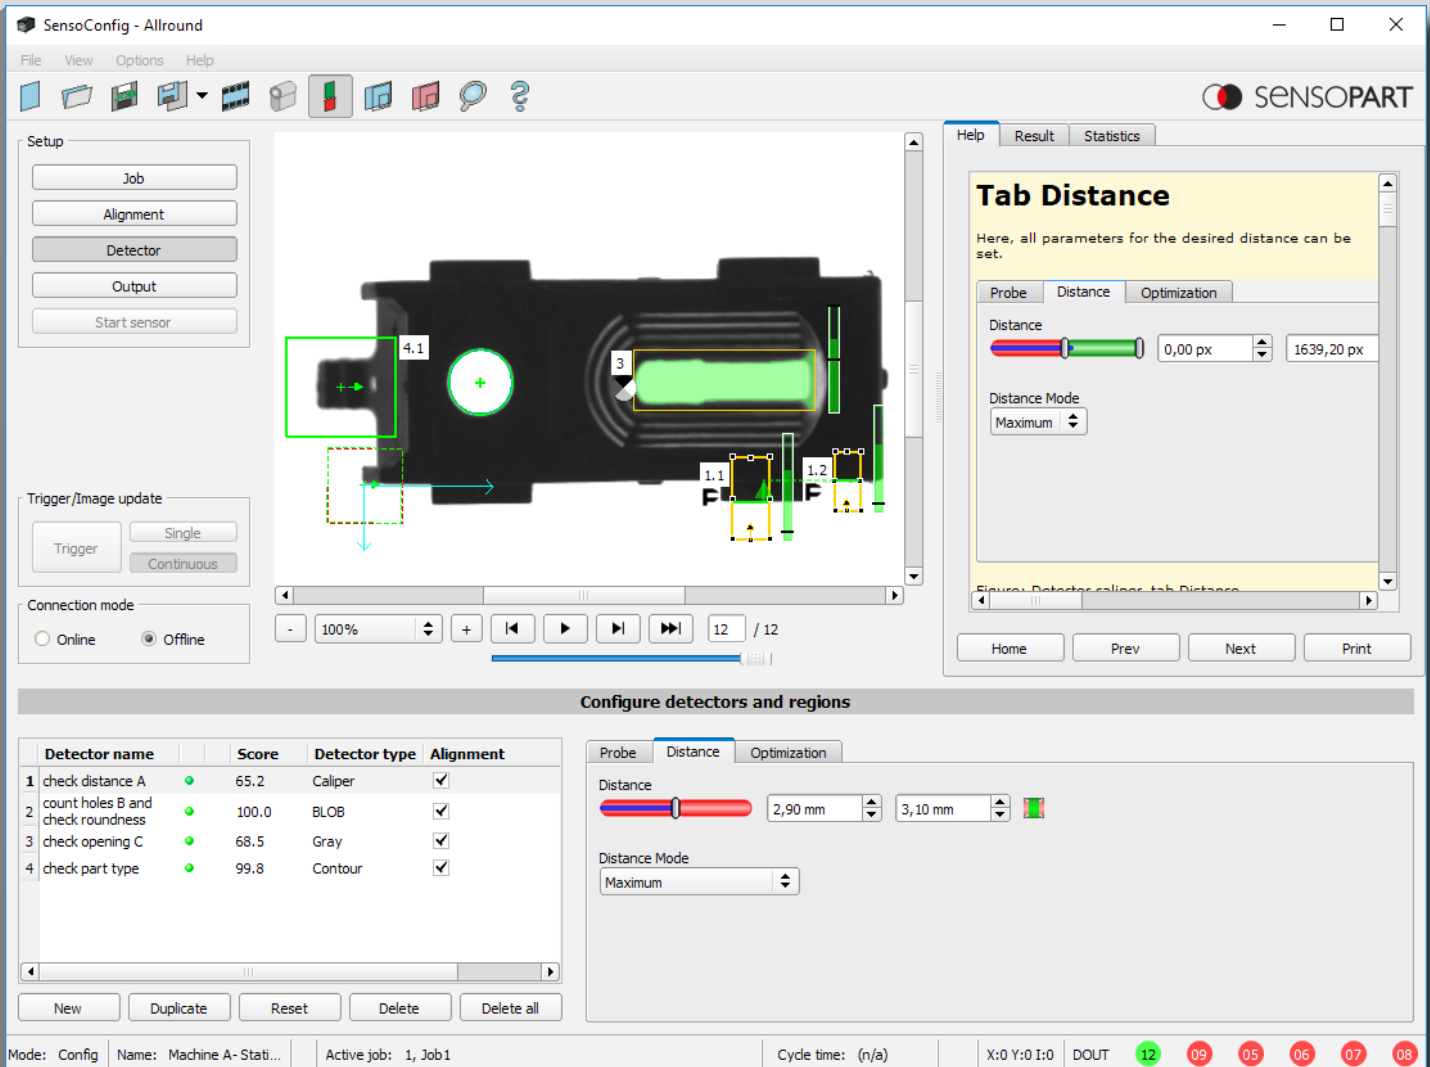 SensoConfig - Allround
File View Options Help
SENSOPART
Setup
Job
Alignment
Detector
Output
Start sensor
Trigger/Image update
Trigger
Single
Continuous
Connection mode
Online Offline
4.1
3
1.1
1.2
F
F
- 100% + 12 / 12
Help Result Statistics
Tab Distance
Here, all parameters for the desired distance can be
set.
Probe Distance Optimization
Distance
0,00 px 1639,20 px
Distance Mode
Maximum
Figure: Detector caliper, tab Distance
Home Prev Next Print
Configure detectors and regions
Detector name Score Detector type Alignment
1 check distance A 65.2 Caliper
2 count holes B and
check roundness 100.0 BLOB
3 check opening C 68.5 Gray
4 check part type 99.8 Contour
New Duplicate Reset Delete Delete all
Probe Distance Optimization
Distance
2,90 mm 3,10 mm
Distance Mode
Maximum
Mode: Config Name: Machine A- Stati... Active job: 1, Job1 Cycle time: (n/a) X:0 Y:0 I:0 DOUT 12 09 05 06 07 08